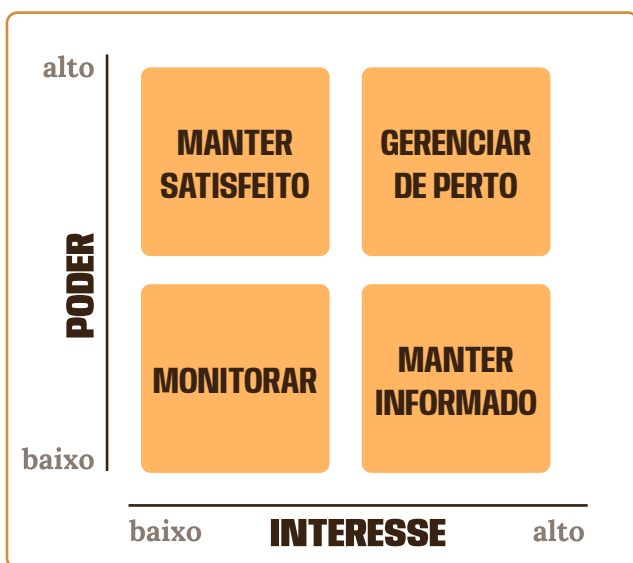 alto
MANTER
SATISFEITO
GERENCIAR
DE PERTO
PODER
MONITORAR
MANTER
INFORMADO
baixo
baixo
INTERESSE
alto